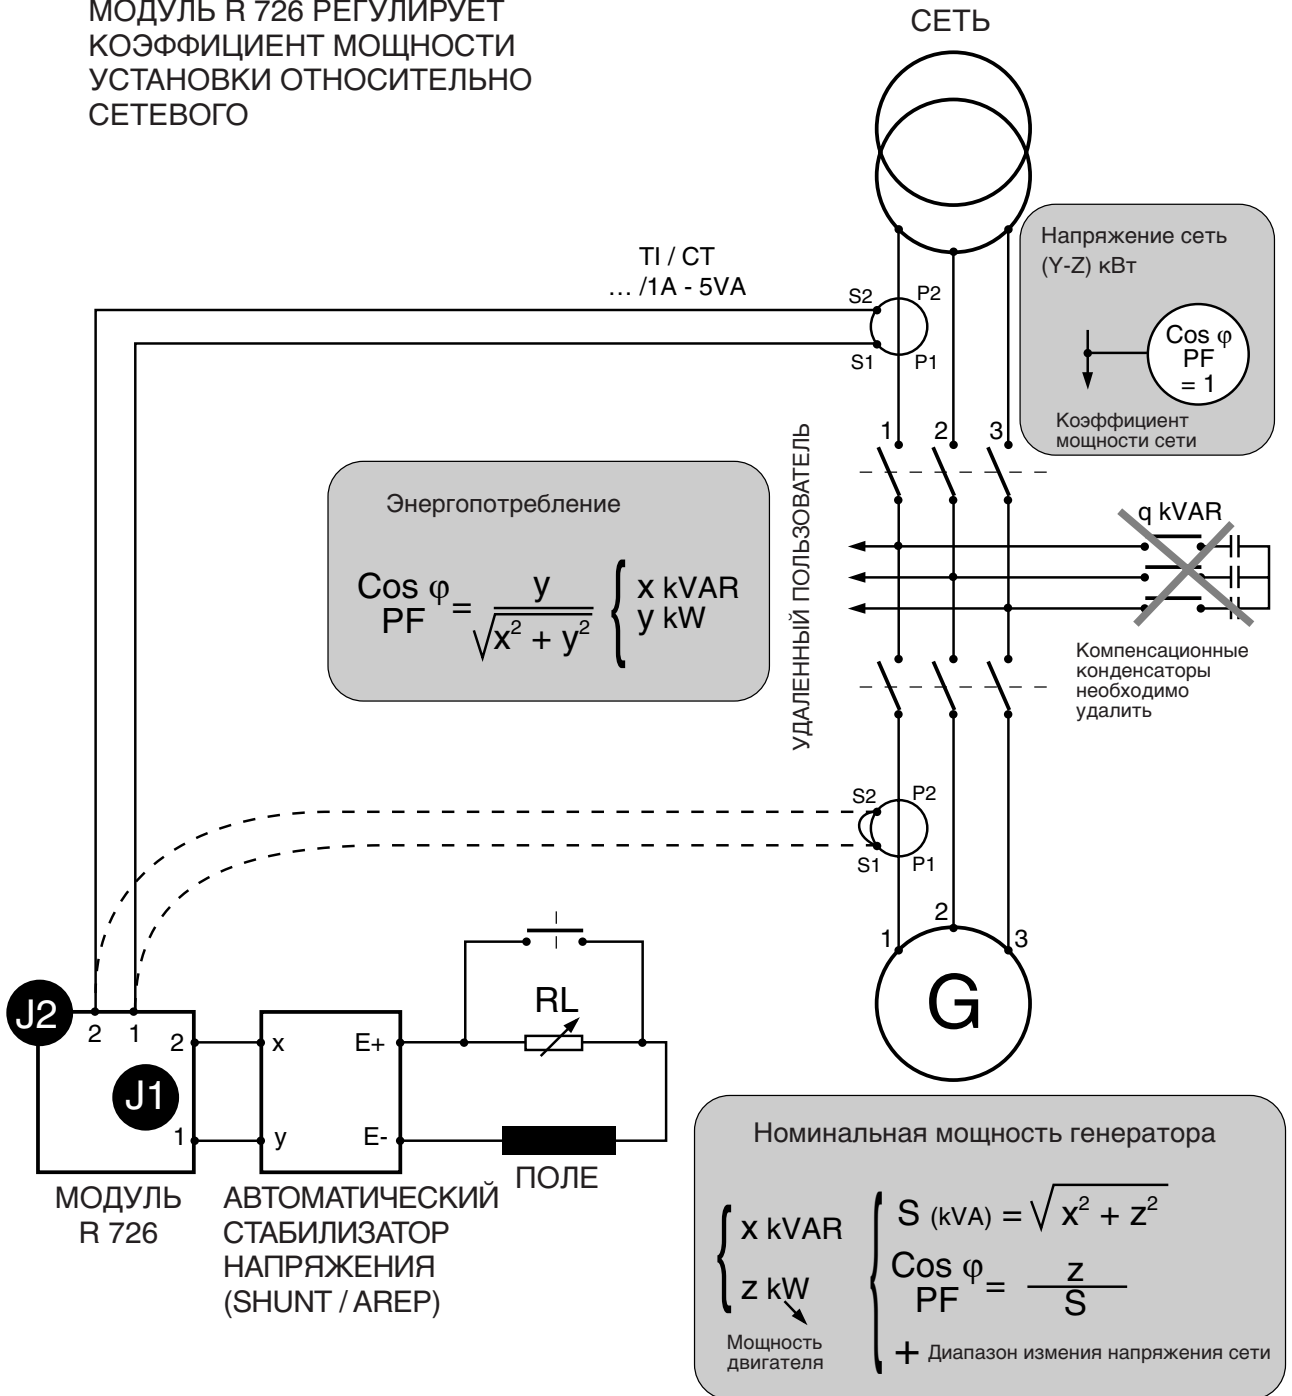 МОДУЛЬ R 726 РЕГУЛИРУЕТ
КОЭФФИЦИЕНТ МОЩНОСТИ
УСТАНОВКИ ОТНОСИТЕЛЬНО
СЕТЕВОГО
СЕТЬ
TI / CT
... /1A - 5VA
S2
P2
S1
P1
Напряжение сеть
(Y-Z) кВт
Cos φ
PF
= 1
Коэффициент
мощности сети
1 2 3
УДАЛЕННЫЙ ПОЛЬЗОВАТЕЛЬ
Энергопотребление
Cos φ
PF
= y / √x² + y²
{ x kVAR
y kW
q kVAR
Компенсационные
конденсаторы
необходимо
удалить
S2
P2
S1
P1
1 2 3
G
J2
2 1
J1
2
1
МОДУЛЬ
R 726
x
y
E+
E-
АВТОМАТИЧЕСКИЙ
СТАБИЛИЗАТОР
НАПРЯЖЕНИЯ
(SHUNT / AREP)
RL
ПОЛЕ
Номинальная мощность генератора
{ x kVAR
z kW
Мощность
двигателя
{ S (kVA) = √x² + z²
Cos φ
PF
= z / S
+ Диапазон измения напряжения сети